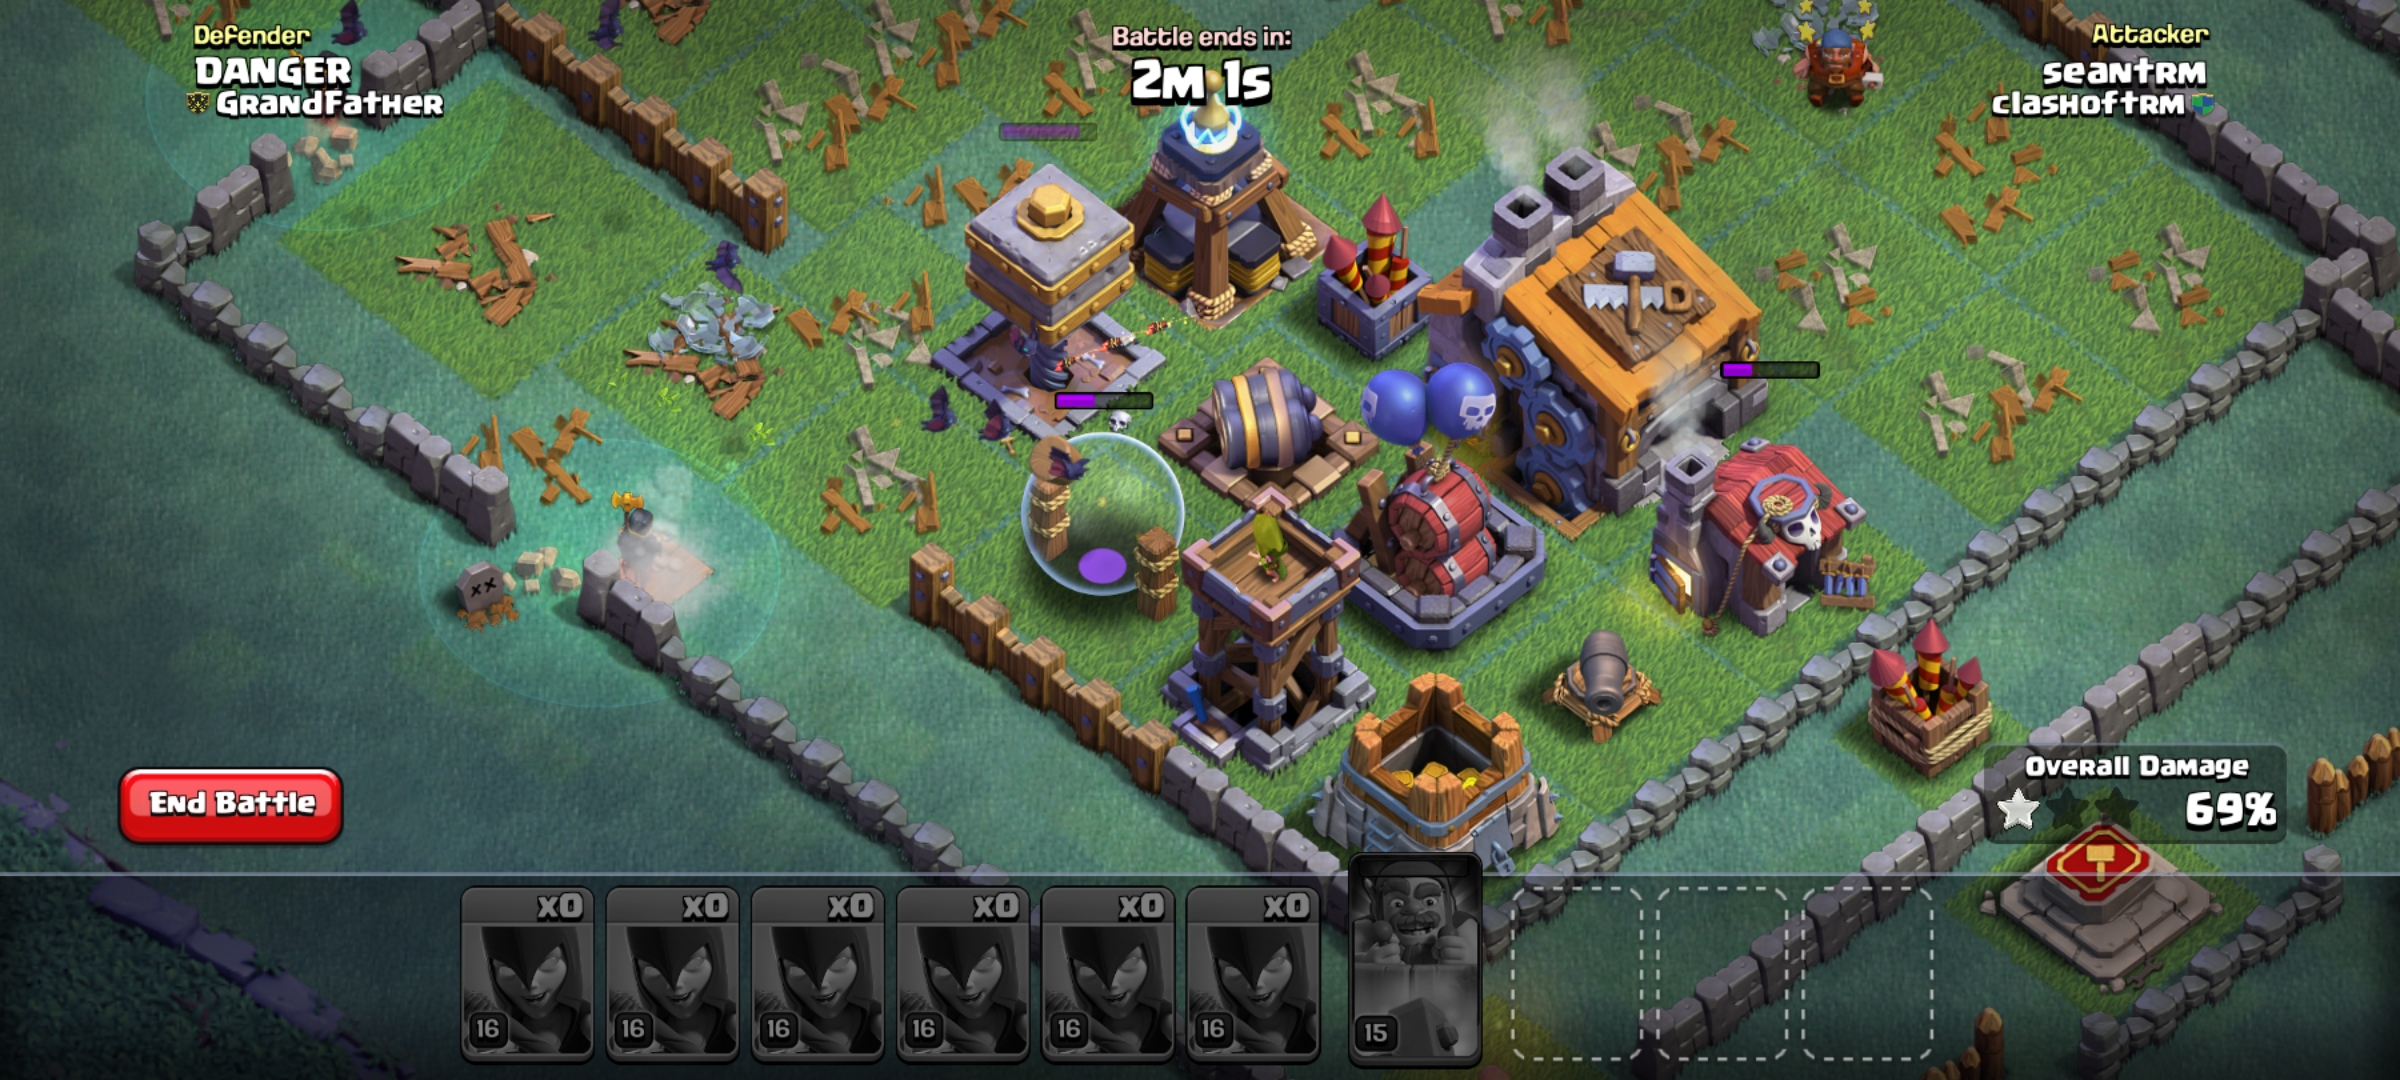 Defender
DANGER
GRANDFATHER
Battle ends in:
2M 1S
Attacker
seantRM
clashoftRM
End Battle
Overall Damage
69%
x0
x0
x0
x0
x0
x0
16
16
16
16
16
16
15